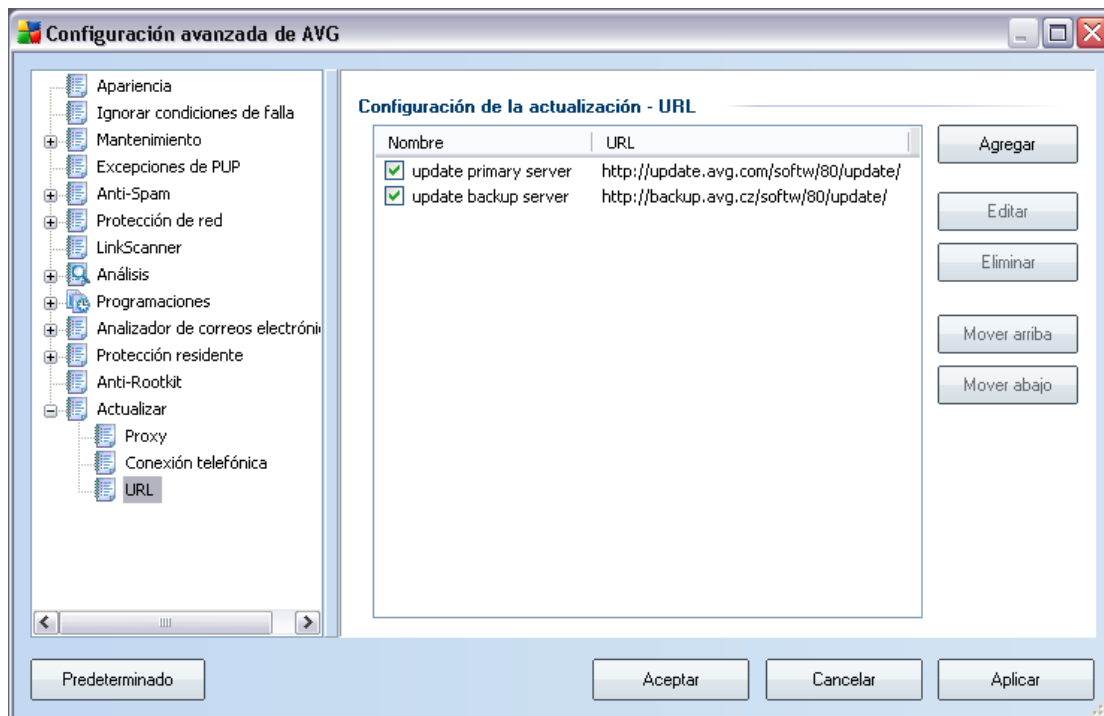 Configuración avanzada de AVG
Apariencia
Ignorar condiciones de falla
Mantenimiento
Excepciones de PUP
Anti-Spam
Protección de red
LinkScanner
Análisis
Programaciones
Analizador de correos electróni
Protección residente
Anti-Rootkit
Actualizar
Proxy
Conexión telefónica
URL
Configuración de la actualización - URL
Nombre URL
update primary server http://update.avg.com/softw/80/update/
update backup server http://backup.avg.cz/softw/80/update/
Agregar
Editar
Eliminar
Mover arriba
Mover abajo
Predeterminado
Aceptar
Cancelar
Aplicar